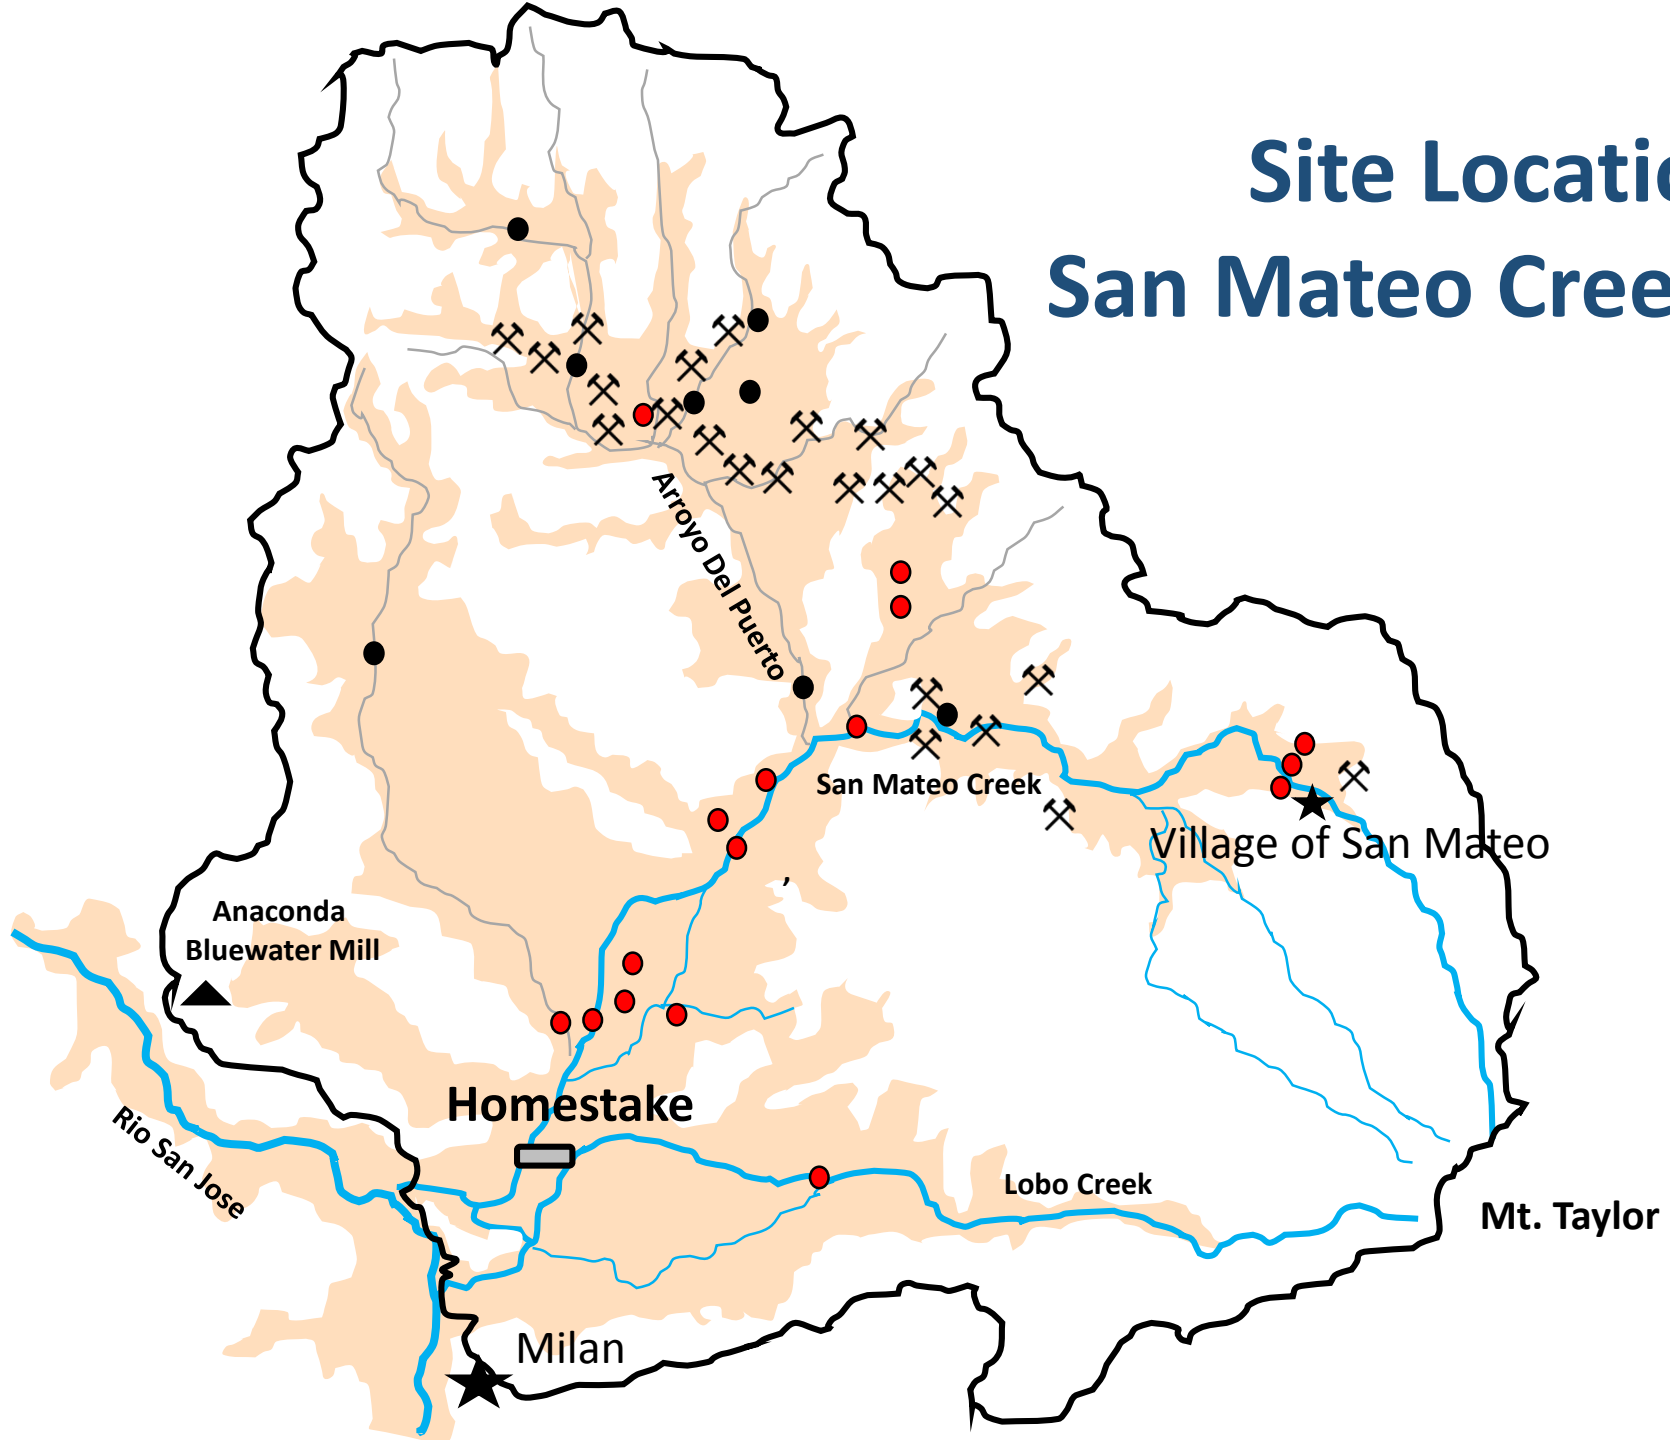 Site Locatio
San Mateo Cree
Arroyo Del Puerto
San Mateo Creek
Village of San Mateo
,
Anaconda
Bluewater Mill
Homestake
Rio San Jose
Lobo Creek
Mt. Taylor
Milan